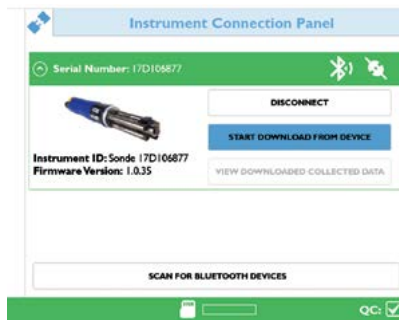 Instrument Connection Panel
Serial Number: 17D106877
DISCONNECT
START DOWNLOAD FROM DEVICE
Instrument ID: Sonde 17D106877
Firmware Version: 1.0.35
VIEW DOWNLOADED COLLECTED DATA
SCAN FOR BLUETOOTH DEVICES
QC: